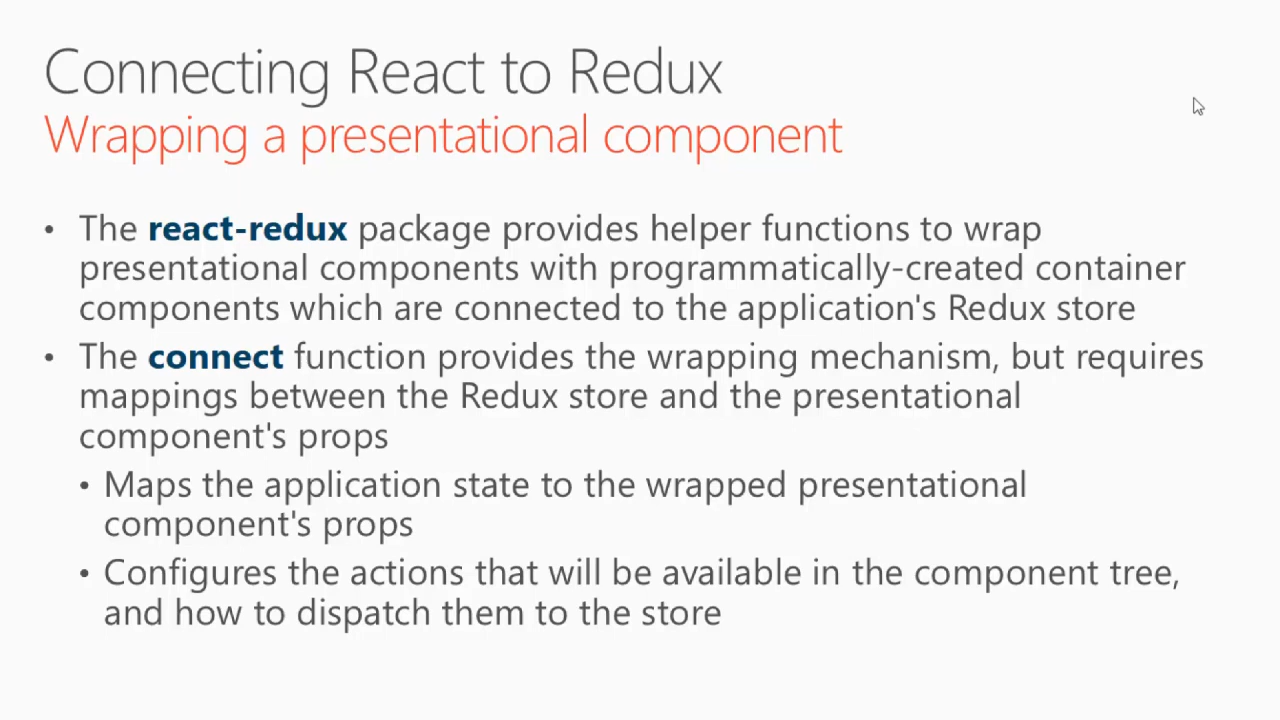 Connecting React to Redux
Wrapping a presentational component
• The react-redux package provides helper functions to wrap
presentational components with programmatically-created container
components which are connected to the application's Redux store
• The connect function provides the wrapping mechanism, but requires
mappings between the Redux store and the presentational
component's props
• Maps the application state to the wrapped presentational
component's props
• Configures the actions that will be available in the component tree,
and how to dispatch them to the store